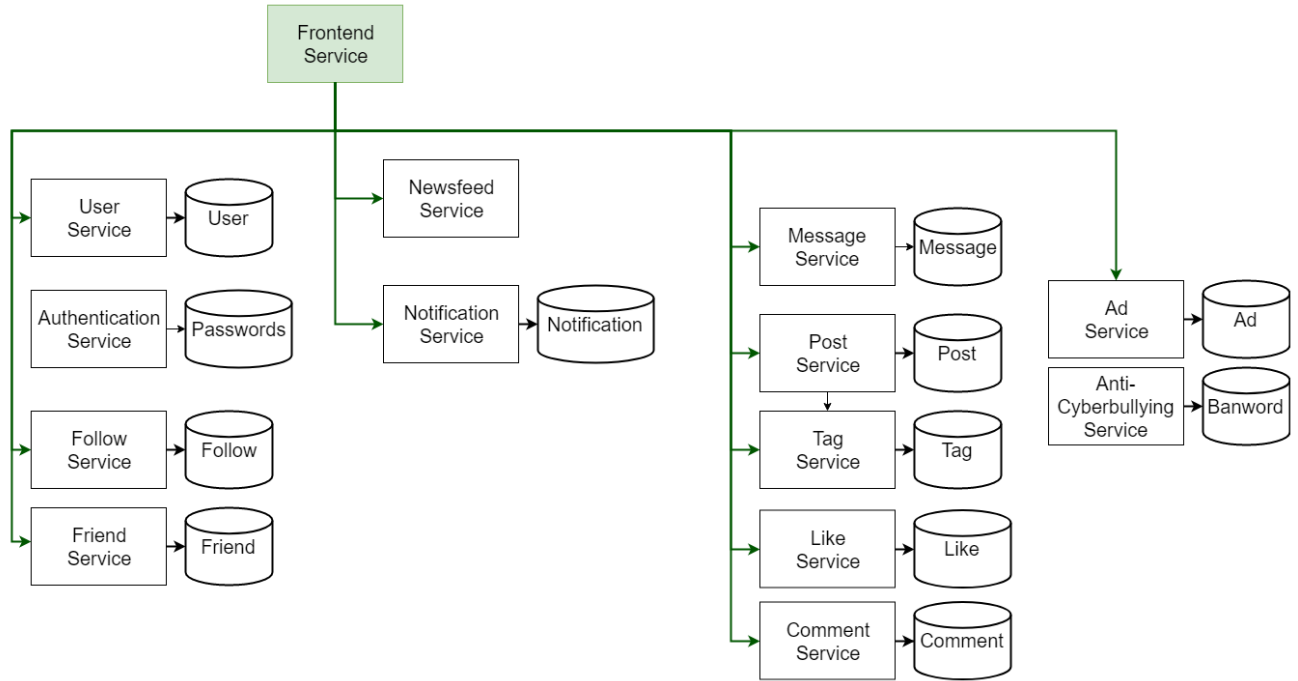 Frontend
Service
User
Service
User
Authentication
Service
Passwords
Follow
Service
Follow
Friend
Service
Friend
Newsfeed
Service
Notification
Service
Notification
Message
Service
Message
Post
Service
Post
Tag
Service
Tag
Like
Service
Like
Comment
Service
Comment
Ad
Service
Ad
Anti-
Cyberbullying
Service
Banword